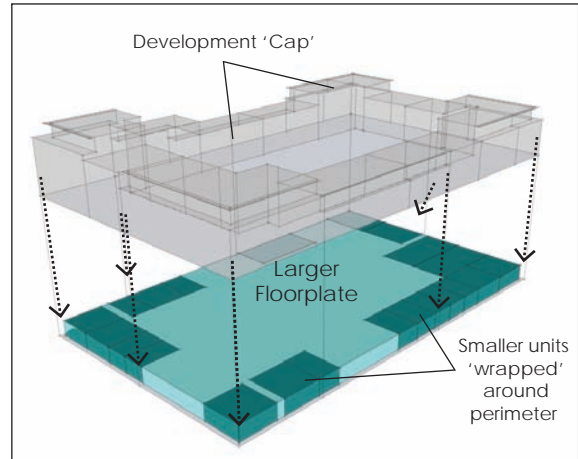 Development ‘Cap’
Larger
Floorplate
Smaller units
‘wrapped’
around
perimeter